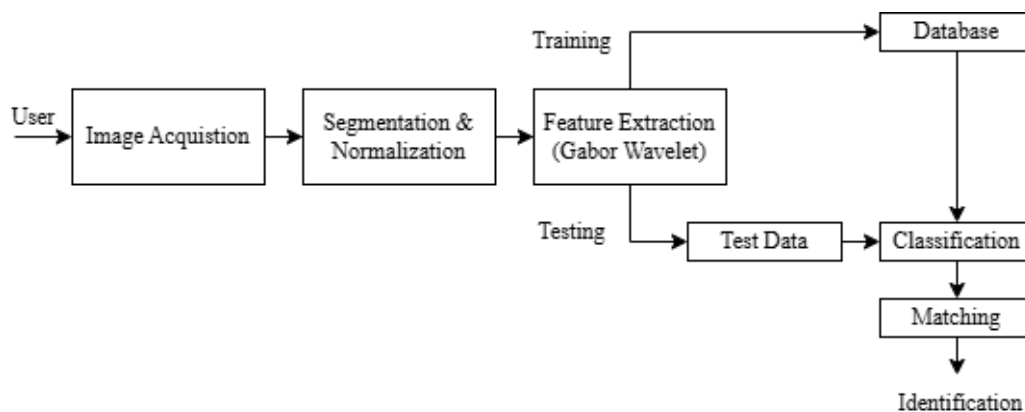 Training
Database
User
Image Acquistion
Segmentation &
Normalization
Feature Extraction
(Gabor Wavelet)
Testing
Test Data
Classification
Matching
Identification